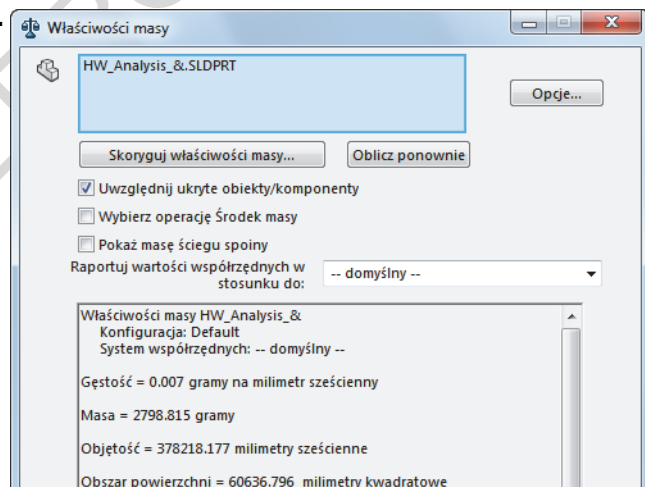 Właściwości masy
HW_Analysis_&.SLDPRT
Opcje...
Skoryguj właściwości masy...
Oblicz ponownie
Uwzględnij ukryte obiekty/komponenty
Wybierz operację Środek masy
Pokaż masę ściegu spoiny
Raportuj wartości współrzędnych w
stosunku do:
-- domyślny --
Właściwości masy HW_Analysis_&
Konfiguracja: Default
System współrzędnych: -- domyślny --
Gęstość = 0.007 gramy na milimetr sześcienny
Masa = 2798.815 gramy
Objętość = 378218.177 milimetry sześcienne
Obszar powierzchni = 60636.796 milimetry kwadratowe